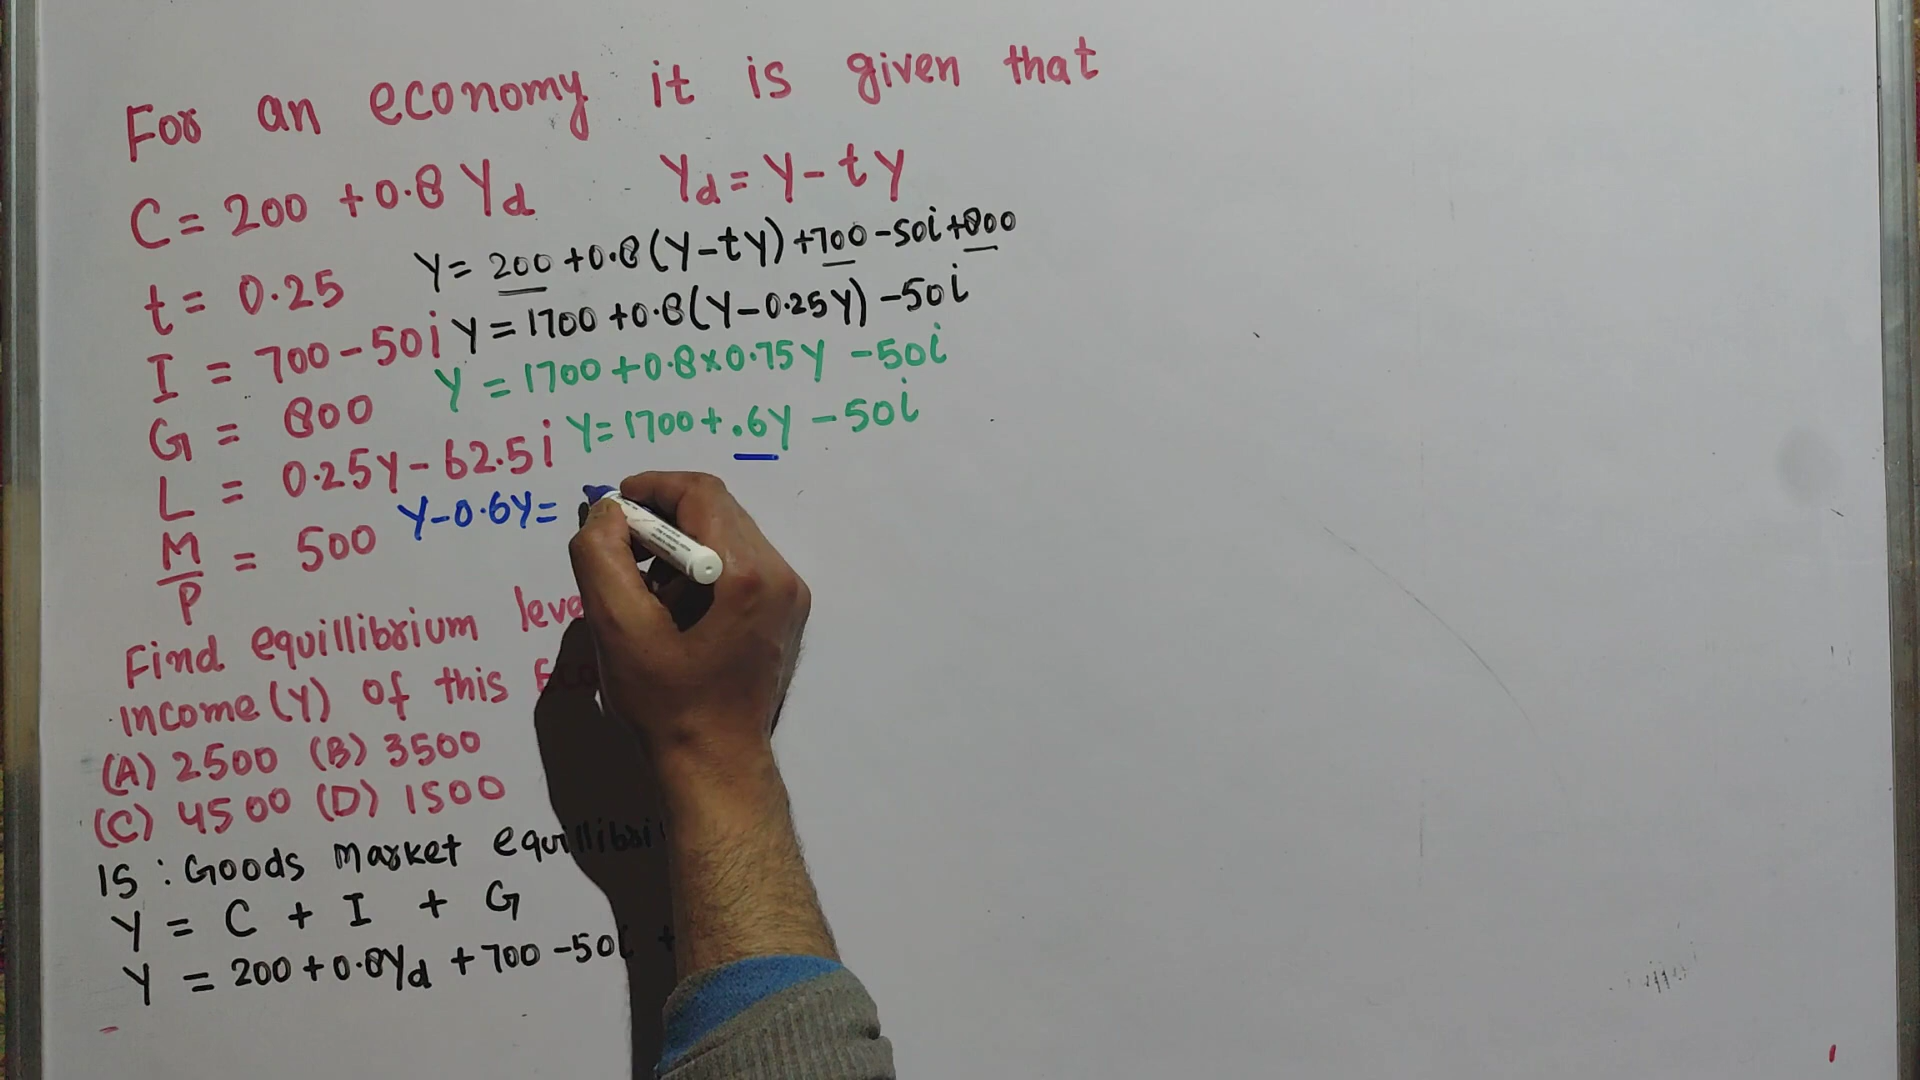 For an economy it is given that
C = 200 + 0.8 Yd    Yd = Y - tY
t = 0.25
Y = 200 + 0.8(Y - tY) + 700 - 50i + 800
I = 700 - 50i
Y = 1700 + 0.8(Y - 0.25Y) - 50i
G = 800
Y = 1700 + 0.8 x 0.75Y - 50i
L = 0.25Y - 62.5i
Y = 1700 + .6Y - 50i
M/P = 500
Y - 0.6Y =
Find equillibrium
income (Y) of this
(A) 2500 (B) 3500
(C) 4500 (D) 1500
IS : Goods market
Y = C + I + G
Y = 200 + 0.8Yd + 700 - 50i +